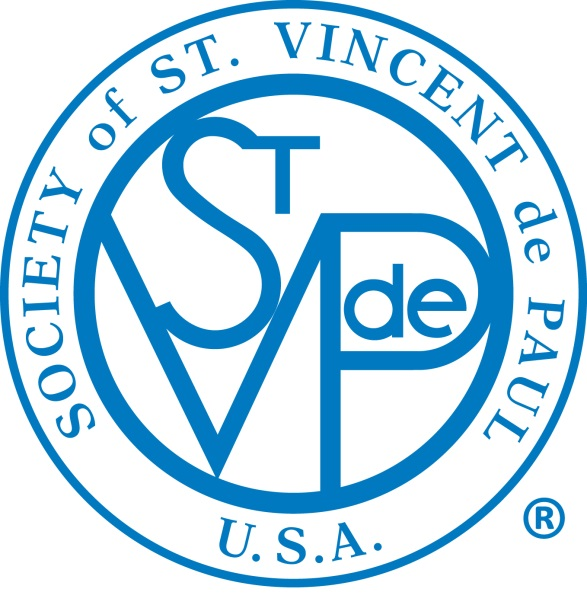 SOCIETY of ST. VINCENT de PAUL
ST
V
de
P
U.S.A.
®